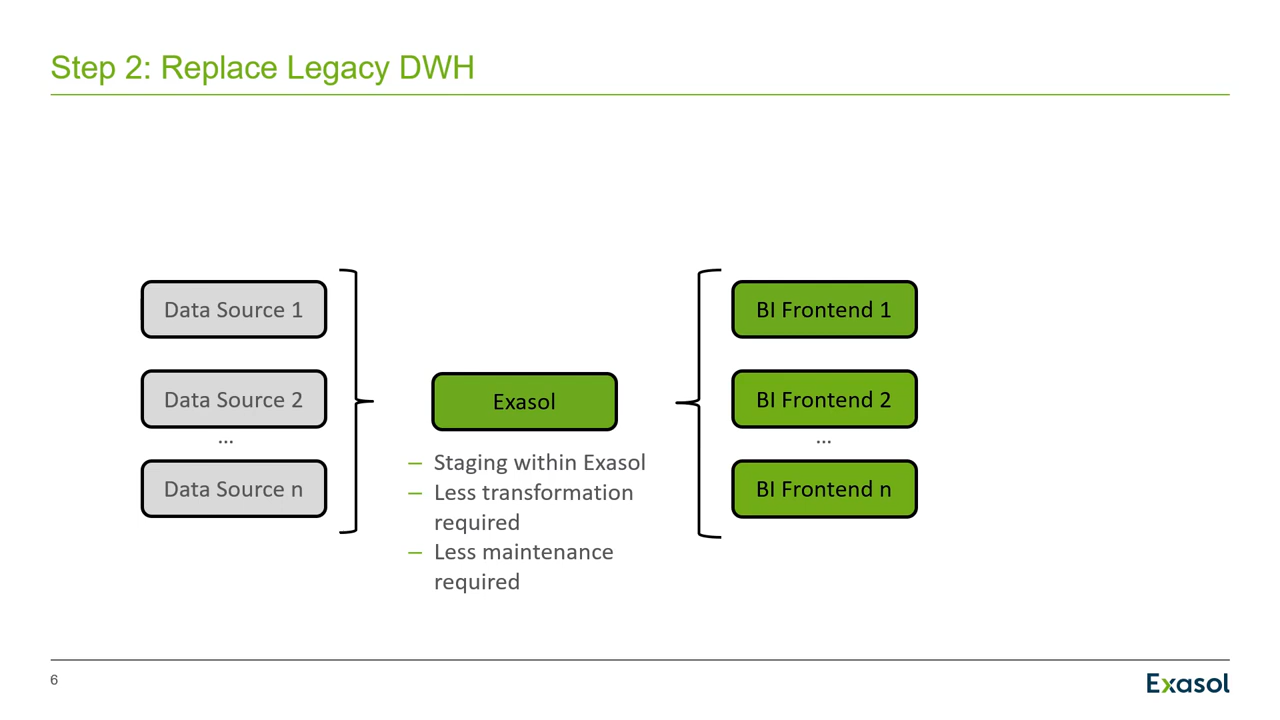 Step 2: Replace Legacy DWH
Data Source 1
Data Source 2
...
Data Source n
Exasol
– Staging within Exasol
– Less transformation
required
– Less maintenance
required
BI Frontend 1
BI Frontend 2
...
BI Frontend n
6
Exasol